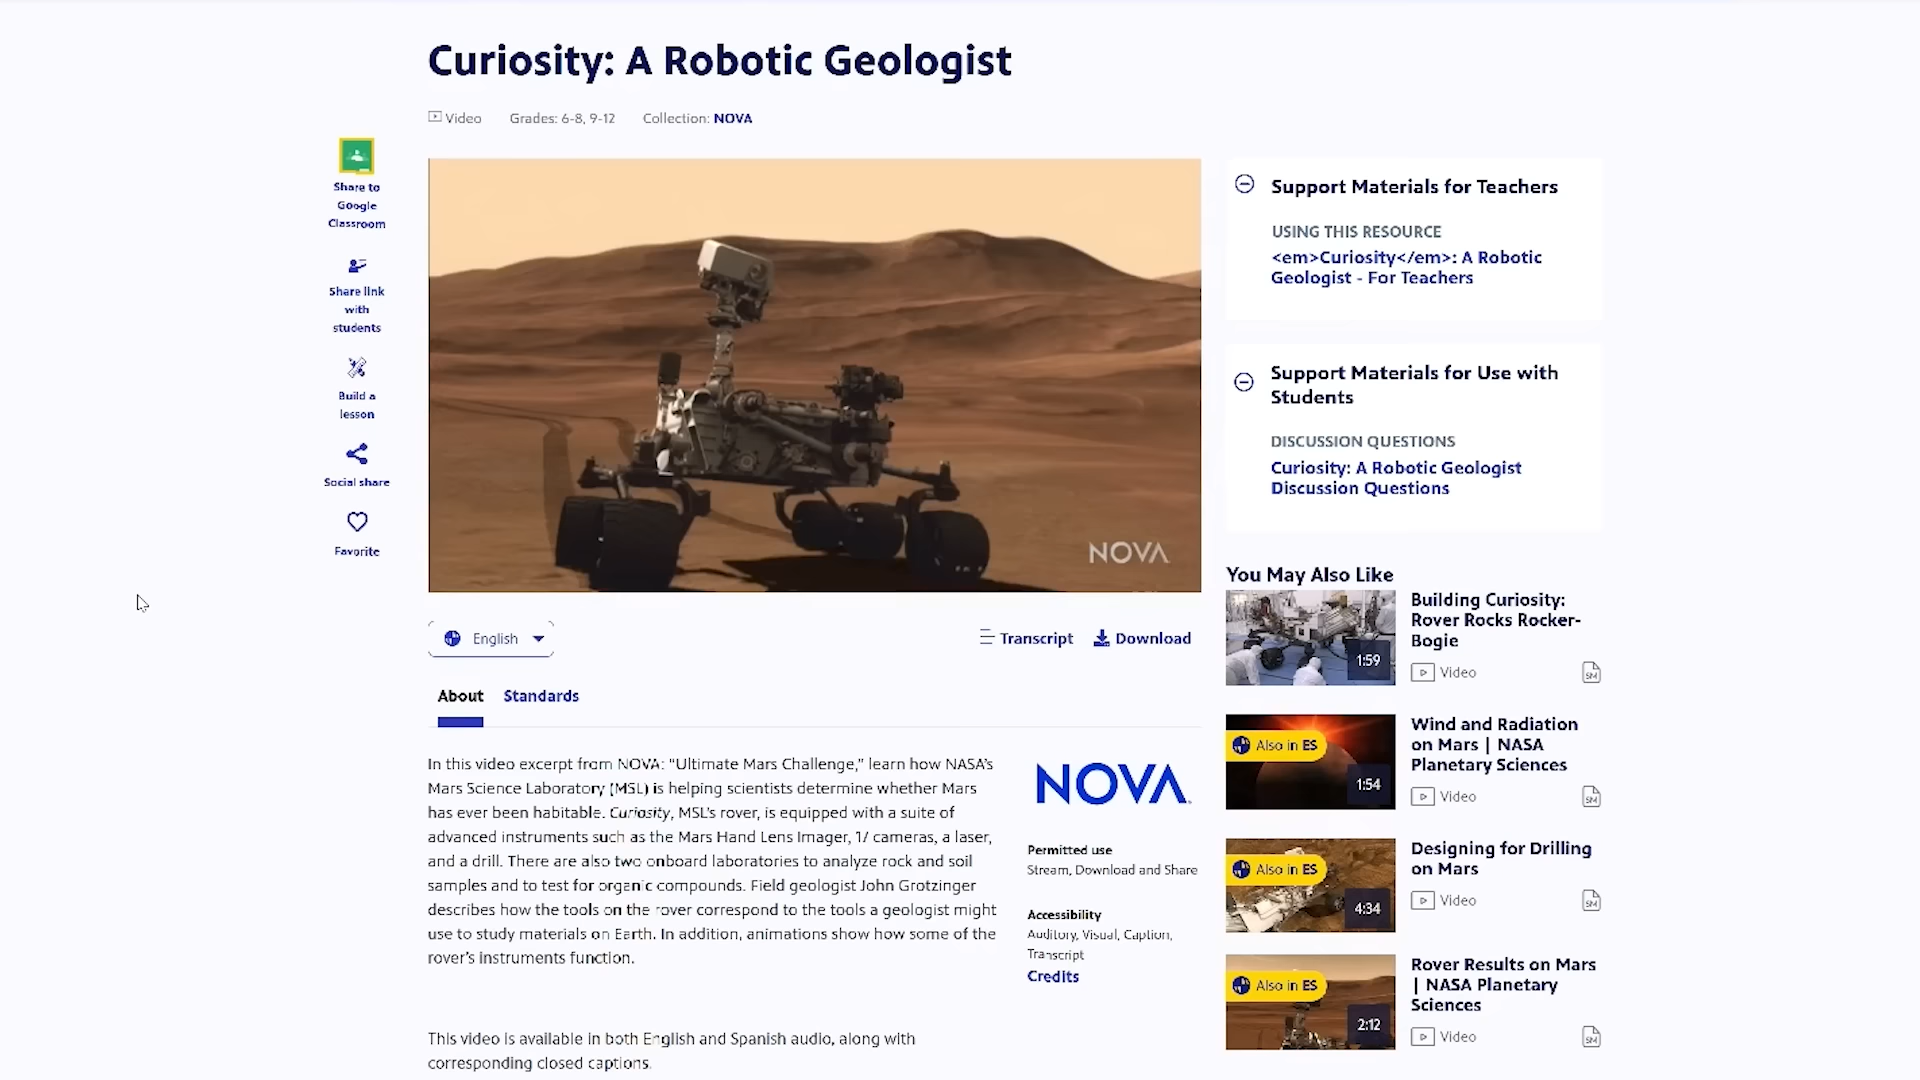 Curiosity: A Robotic Geologist
Video Grades: 6-8, 9-12 Collection: NOVA
Share to
Google
Classroom
Share link
with
students
Build a
lesson
Social share
Favorite
NOVA
English
Transcript Download
About Standards
In this video excerpt from NOVA: “Ultimate Mars Challenge,” learn how NASA’s
Mars Science Laboratory (MSL) is helping scientists determine whether Mars
has ever been habitable. Curiosity, MSL’s rover, is equipped with a suite of
advanced instruments such as the Mars Hand Lens Imager, 17 cameras, a laser,
and a drill. There are also two onboard laboratories to analyze rock and soil
samples and to test for organic compounds. Field geologist John Grotzinger
describes how the tools on the rover correspond to the tools a geologist might
use to study materials on Earth. In addition, animations show how some of the
rover’s instruments function.
This video is available in both English and Spanish audio, along with
corresponding closed captions.
NOVA
Permitted use
Stream, Download and Share
Accessibility
Auditory, Visual, Caption,
Transcript
Credits
Support Materials for Teachers
USING THIS RESOURCE
<em>Curiosity</em>: A Robotic
Geologist - For Teachers
Support Materials for Use with
Students
DISCUSSION QUESTIONS
Curiosity: A Robotic Geologist
Discussion Questions
You May Also Like
1:59
Building Curiosity:
Rover Rocks Rocker-
Bogie
Video SM
Also in ES
1:54
Wind and Radiation
on Mars | NASA
Planetary Sciences
Video SM
Also in ES
4:34
Designing for Drilling
on Mars
Video SM
Also in ES
2:12
Rover Results on Mars
| NASA Planetary
Sciences
Video SM